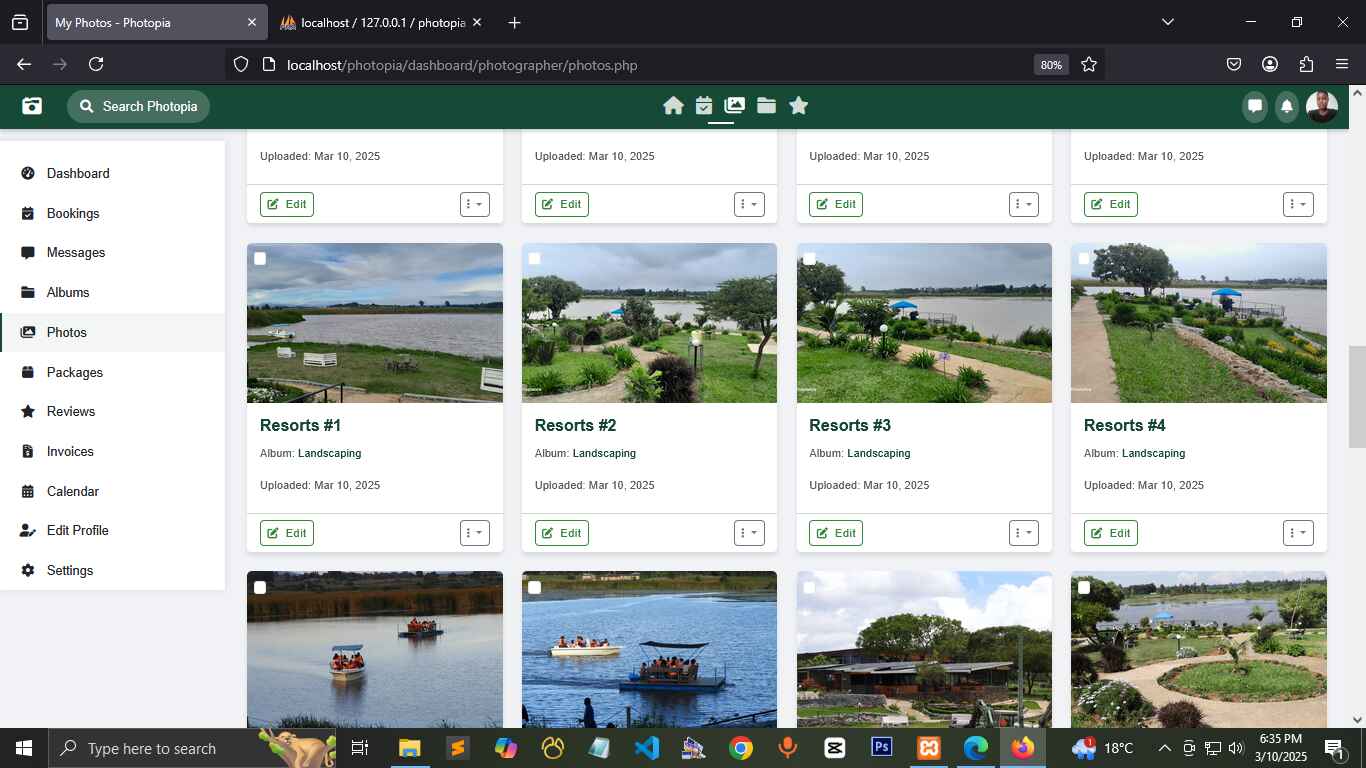 My Photos - Photopia
localhost / 127.0.0.1 / photopia
localhost/photopia/dashboard/photographer/photos.php
80%
Search Photopia
Dashboard
Bookings
Messages
Albums
Photos
Packages
Reviews
Invoices
Calendar
Edit Profile
Settings
Uploaded: Mar 10, 2025
Uploaded: Mar 10, 2025
Uploaded: Mar 10, 2025
Uploaded: Mar 10, 2025
Edit
Edit
Edit
Edit
Resorts #1
Album: Landscaping
Uploaded: Mar 10, 2025
Edit
Resorts #2
Album: Landscaping
Uploaded: Mar 10, 2025
Edit
Resorts #3
Album: Landscaping
Uploaded: Mar 10, 2025
Edit
Resorts #4
Album: Landscaping
Uploaded: Mar 10, 2025
Edit
Type here to search
Ps
1
18°C
6:35 PM
3/10/2025
1